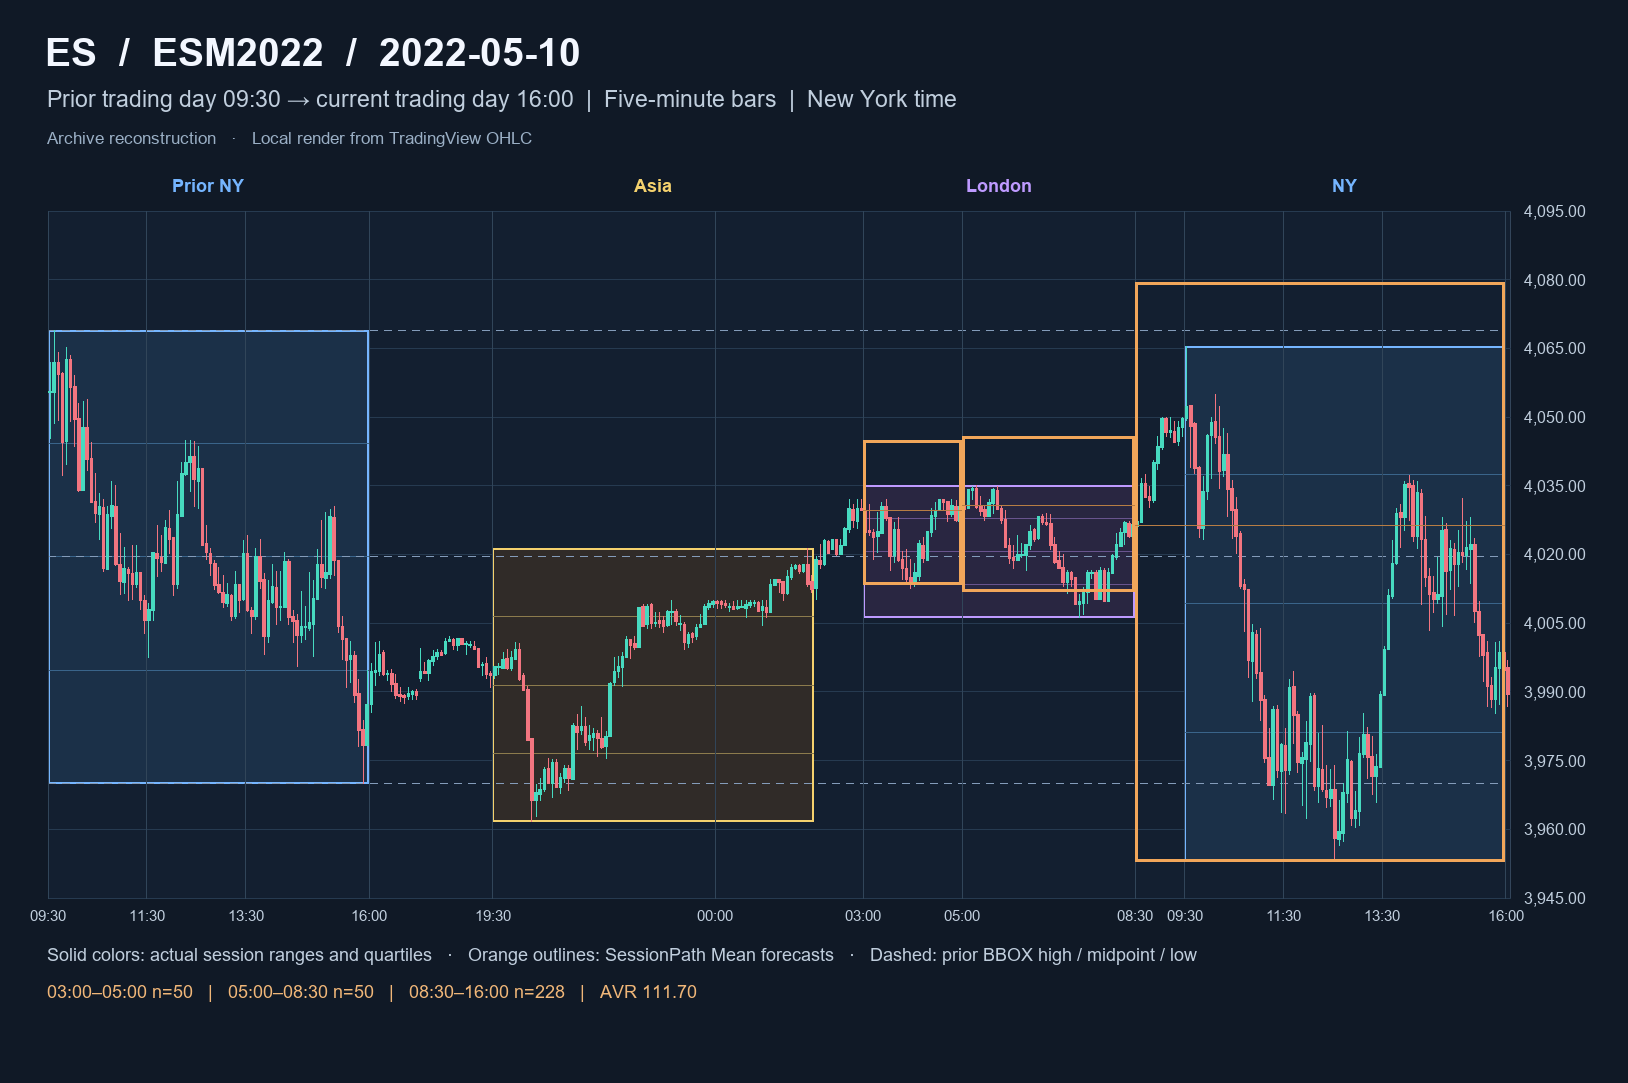 ES / ESM2022 / 2022-05-10
Prior trading day 09:30 → current trading day 16:00 | Five-minute bars | New York time
Archive reconstruction · Local render from TradingView OHLC
Prior NY Asia London NY
4,095.00
4,080.00
4,065.00
4,050.00
4,035.00
4,020.00
4,005.00
3,990.00
3,975.00
3,960.00
3,945.00
09:30 11:30 13:30 16:00 19:30 00:00 03:00 05:00 08:30 09:30 11:30 13:30 16:00
Solid colors: actual session ranges and quartiles · Orange outlines: SessionPath Mean forecasts · Dashed: prior BBOX high / midpoint / low
03:00–05:00 n=50 | 05:00–08:30 n=50 | 08:30–16:00 n=228 | AVR 111.70